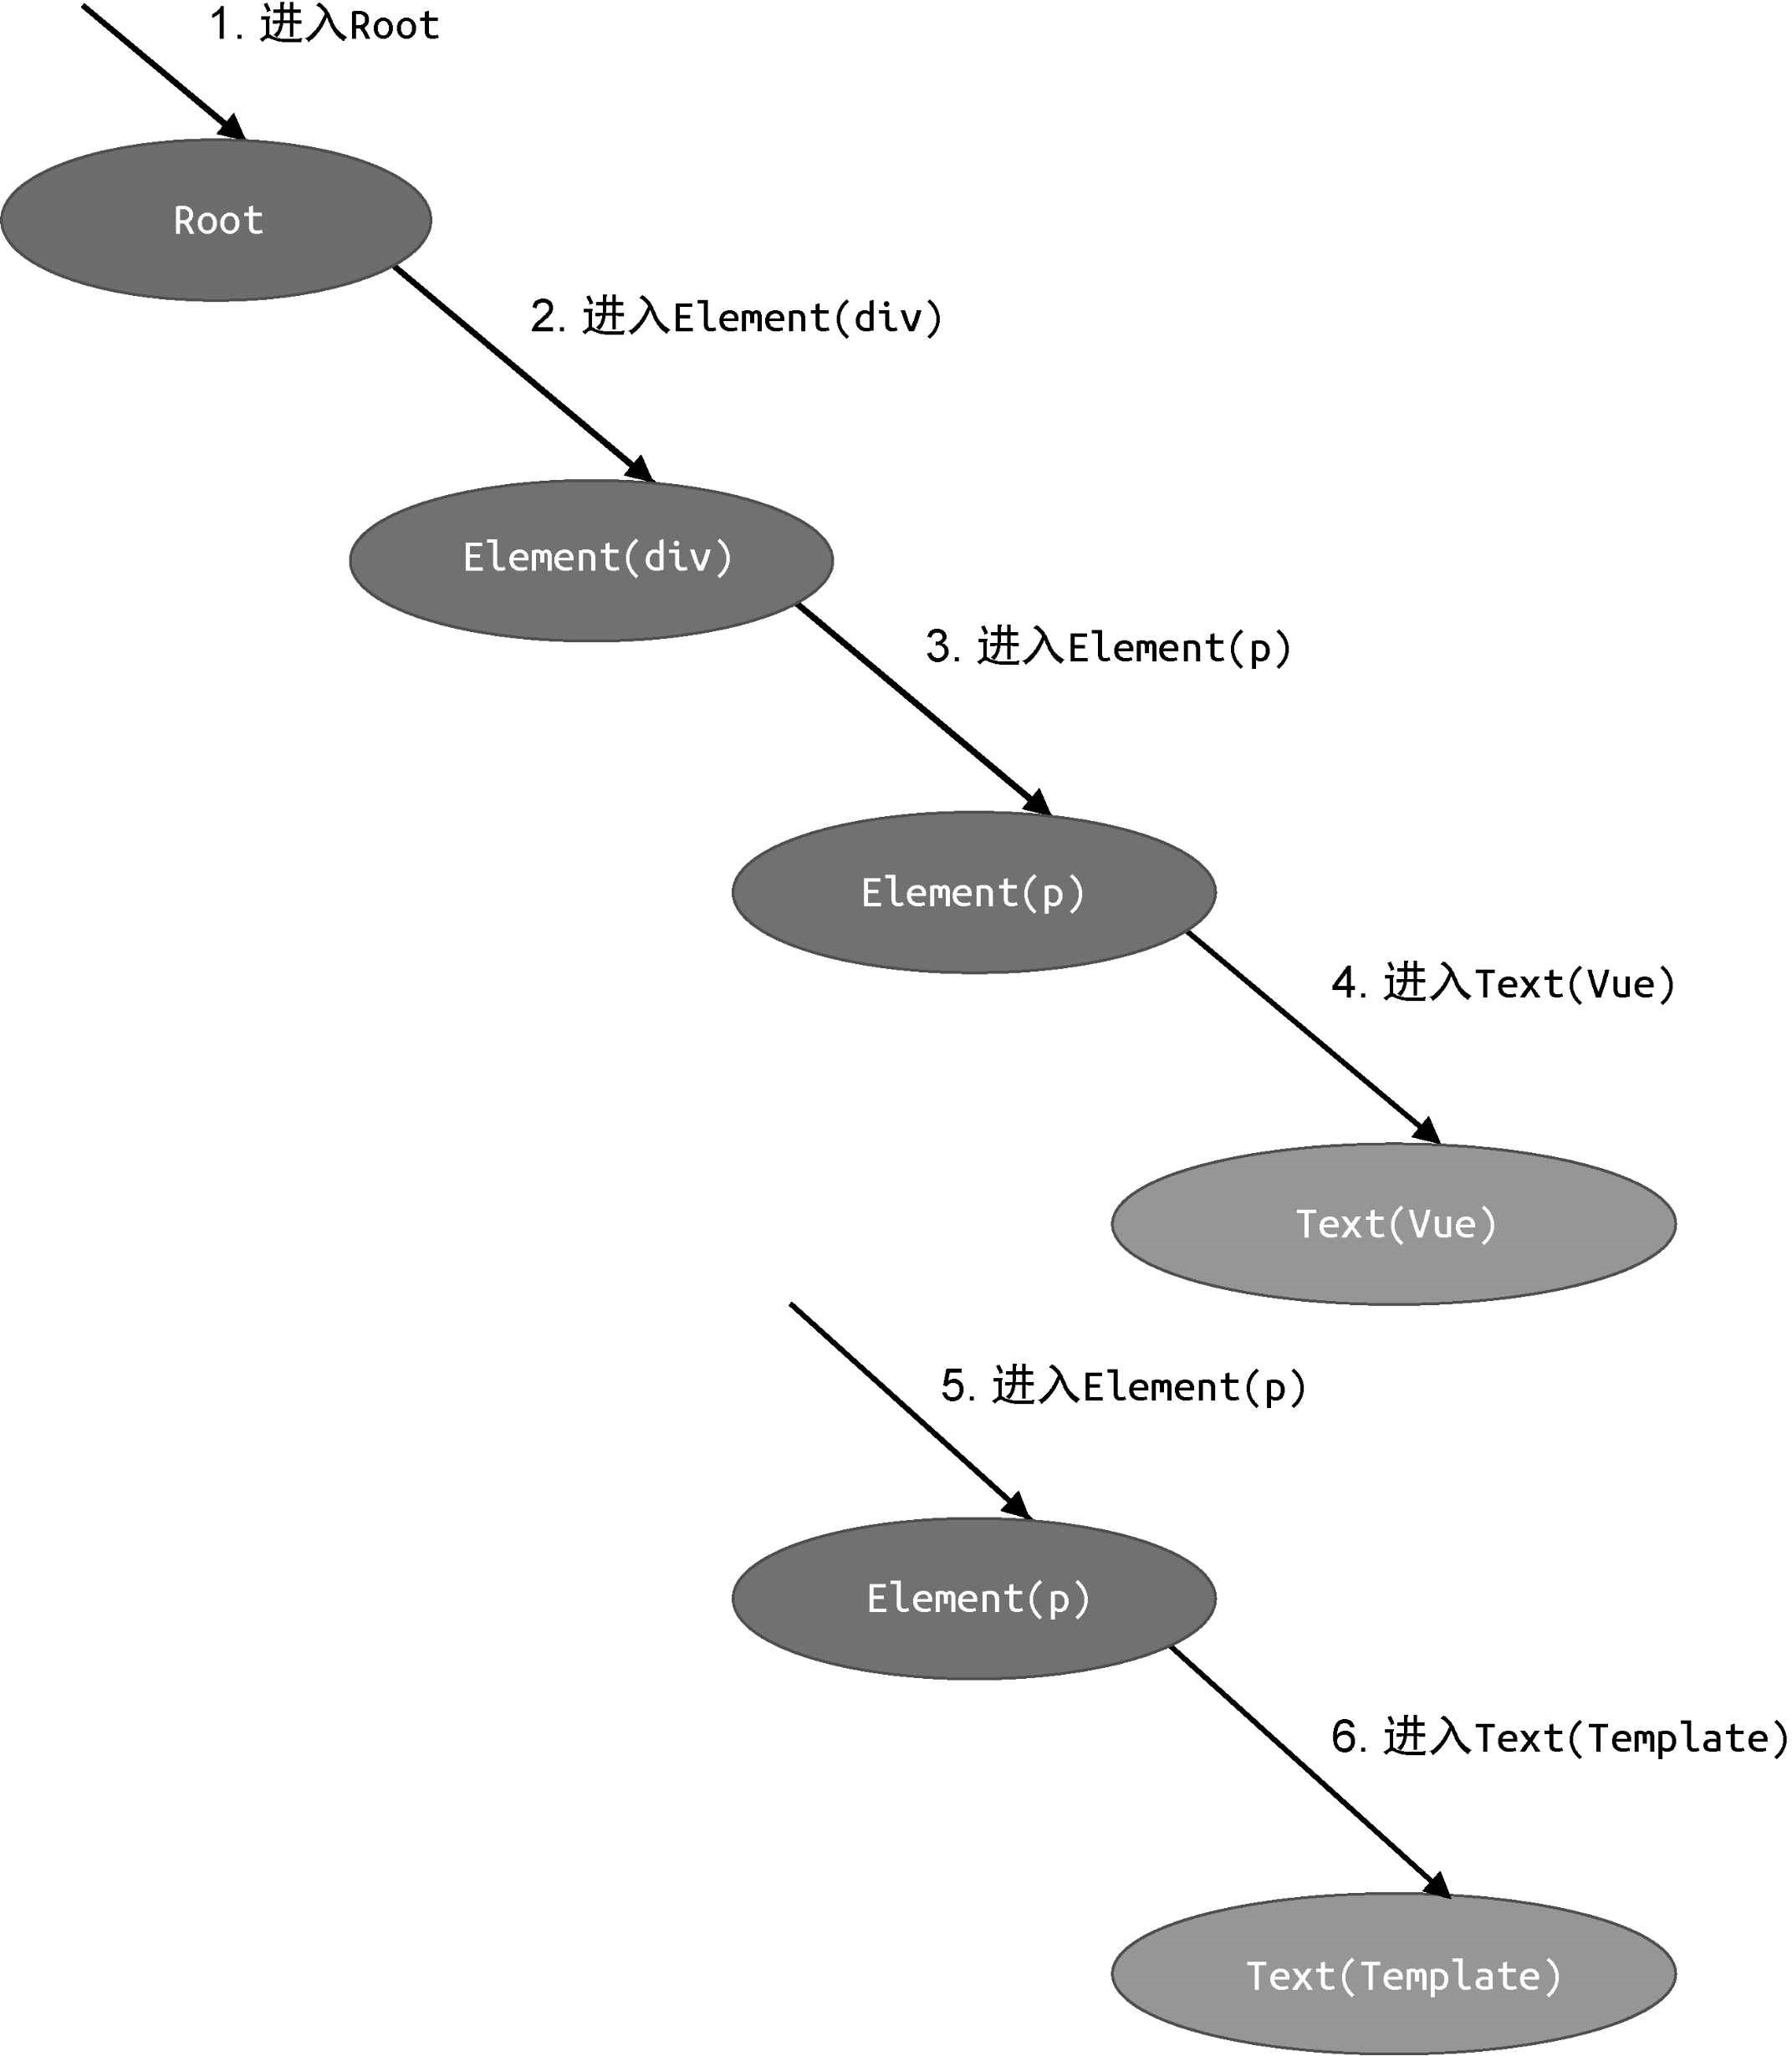 1. 进入Root
Root
2. 进入Element(div)
Element(div)
3. 进入Element(p)
Element(p)
4. 进入Text(Vue)
Text(Vue)
5. 进入Element(p)
Element(p)
6. 进入Text(Template)
Text(Template)